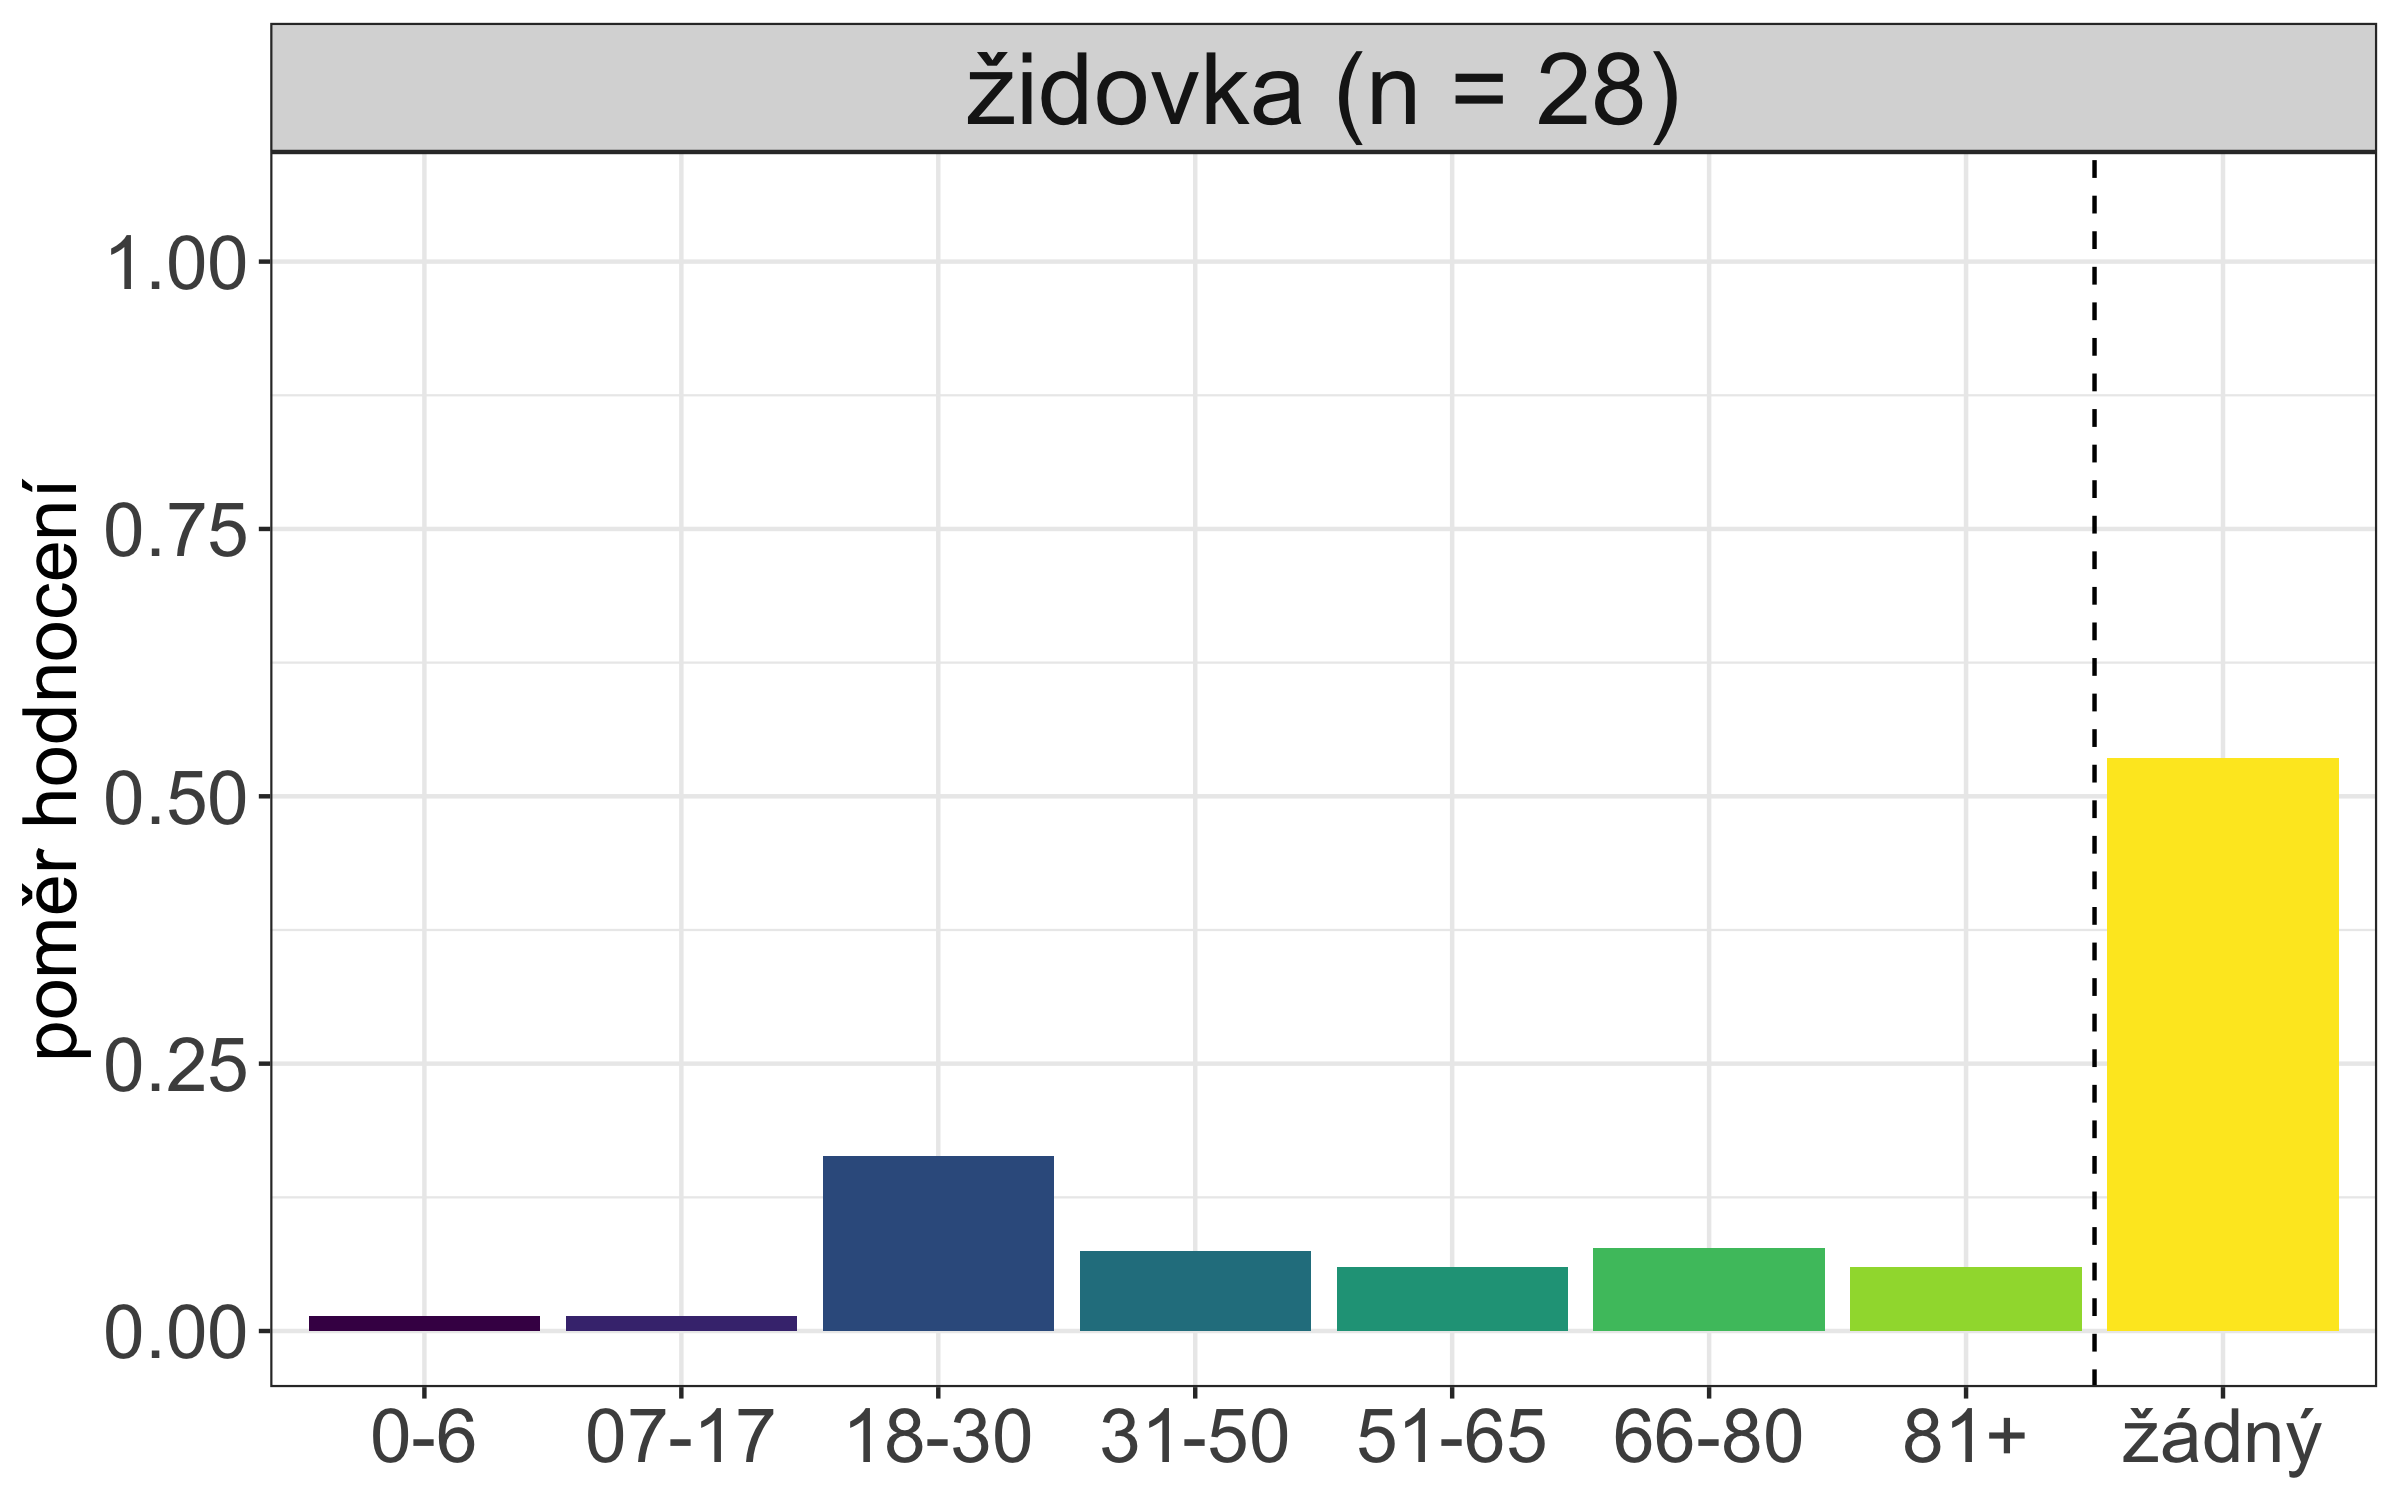 židovka (n = 28)
poměr hodnocení
1.00
0.75
0.50
0.25
0.00
0-6 07-17 18-30 31-50 51-65 66-80 81+ žádný